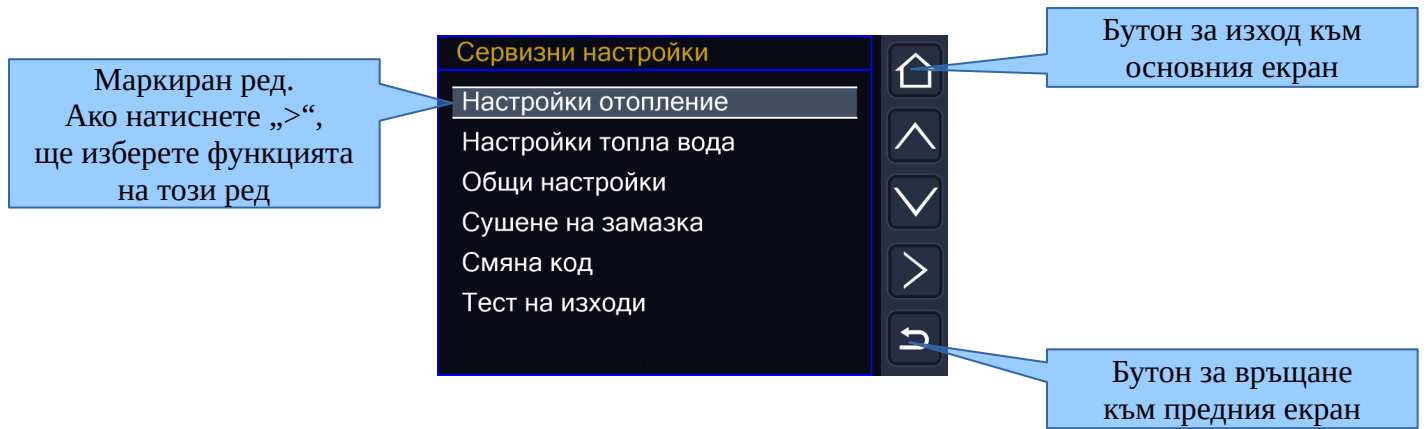 Маркиран ред.
Ако натиснете „>“,
ще изберете функцията
на този ред
Сервизни настройки
Настройки отопление
Настройки топла вода
Общи настройки
Сушене на замазка
Смяна код
Тест на изходи
Бутон за изход към
основния екран
Бутон за връщане
към предния екран